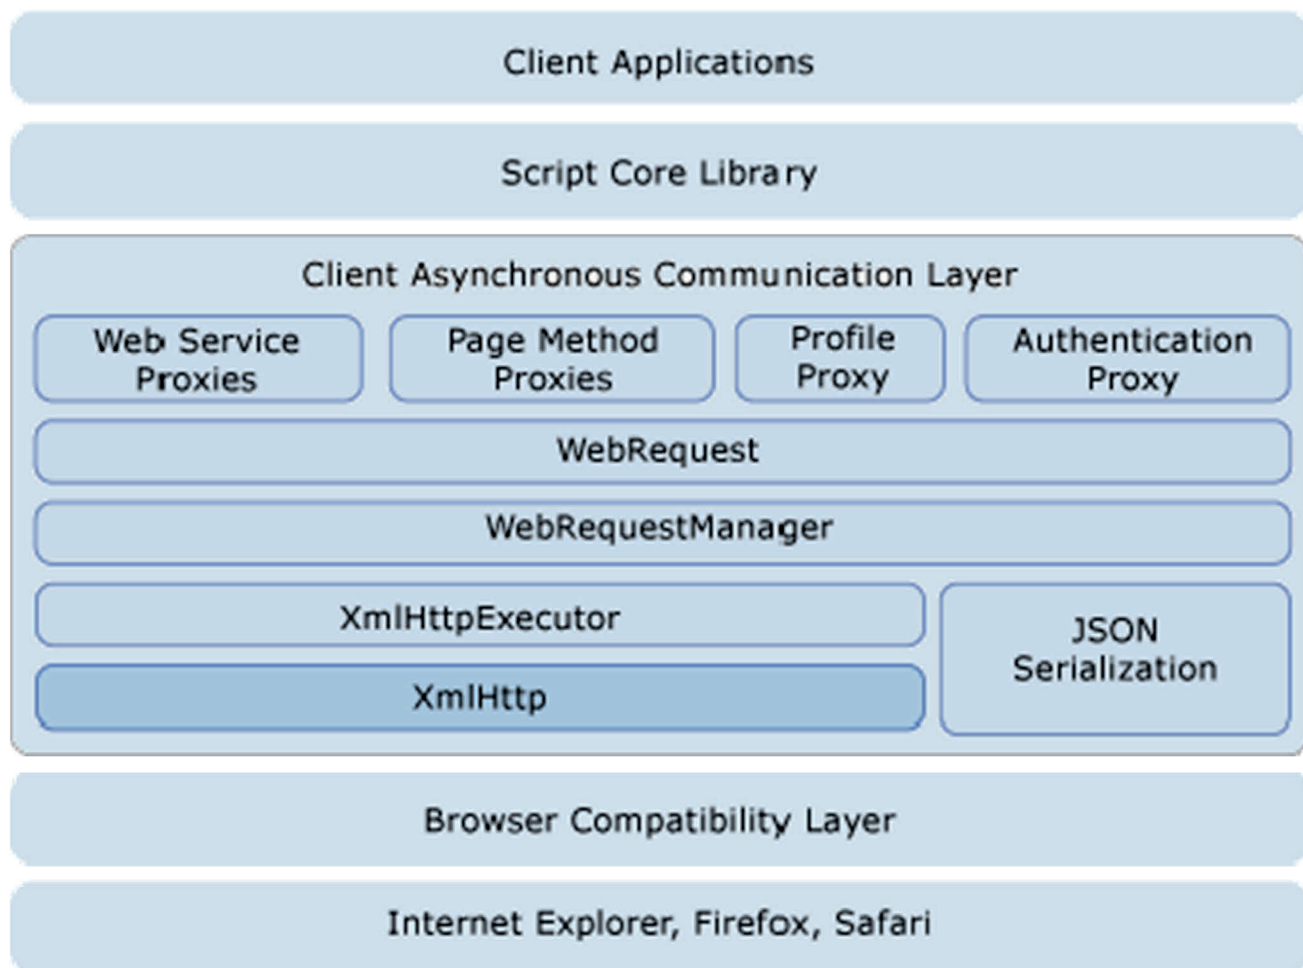 Client Applications
Script Core Library
Client Asynchronous Communication Layer
Web Service
Proxies
Page Method
Proxies
Profile
Proxy
Authentication
Proxy
WebRequest
WebRequestManager
XmlHttpExecutor
JSON
Serialization
XmlHttp
Browser Compatibility Layer
Internet Explorer, Firefox, Safari